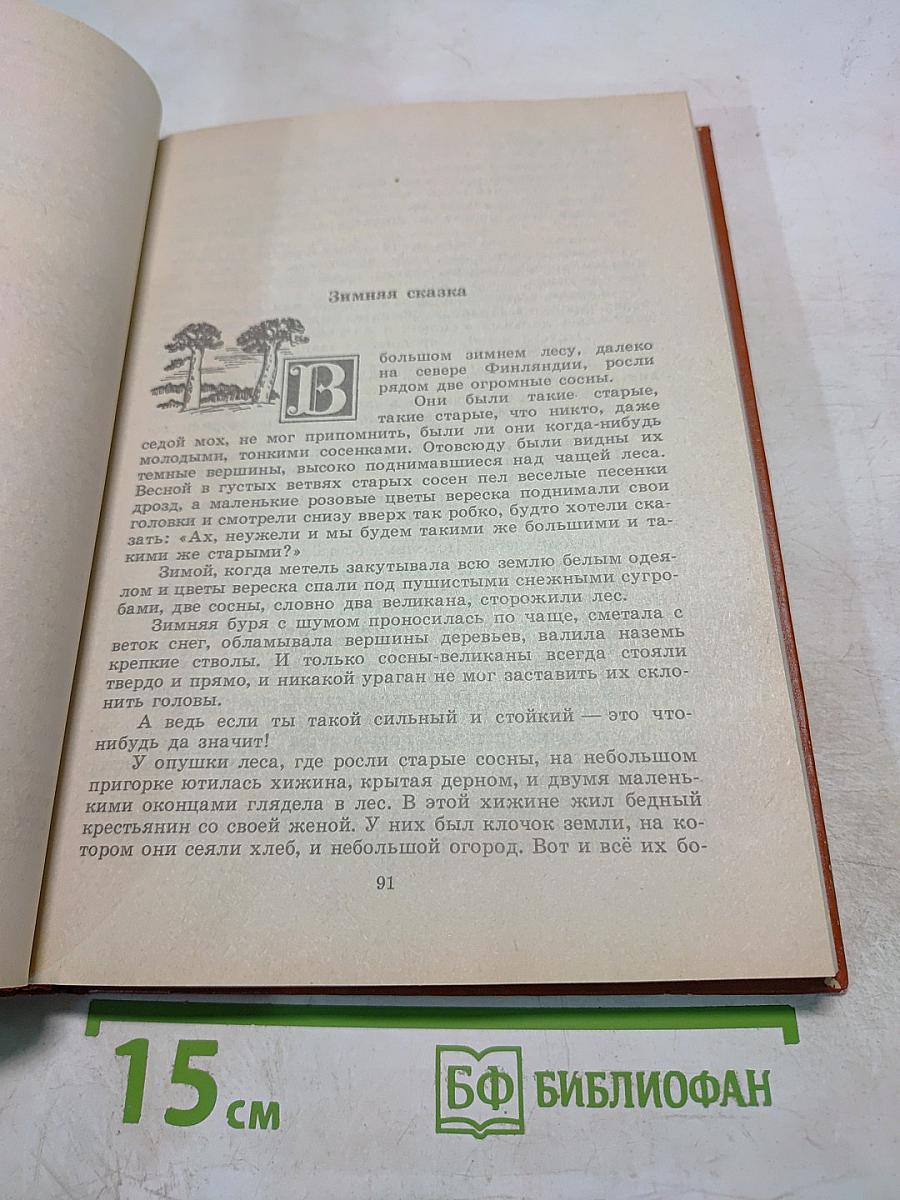 Зимняя сказка
В
большом зимнем лесу, далеко
на севере Финляндии, росли
рядом две огромные сосны.
Они были такие старые,
такие старые, что никто, даже
седой мох, не мог припомнить, были ли они когда-нибудь
молодыми, тонкими сосенками. Отовсюду были видны их
темные вершины, высоко поднимавшиеся над чащей леса.
Весной в густых ветвях старых сосен пел веселые песенки
дрозд, а маленькие розовые цветы вереска поднимали свои
головки и смотрели снизу вверх так робко, будто хотели ска-
зать: «Ах, неужели и мы будем такими же большими и та-
кими же старыми?»
Зимой, когда метель закутывала всю землю белым одея-
лом и цветы вереска спали под пушистыми снежными сугро-
бами, две сосны, словно два великана, сторожили лес.
Зимняя буря с шумом проносилась по чаще, сметала с
веток снег, обламывала вершины деревьев, валила наземь
крепкие стволы. И только сосны-великаны всегда стояли
твердо и прямо, и никакой ураган не мог заставить их скло-
нить головы.
А ведь если ты такой сильный и стойкий — это что-
нибудь да значит!
У опушки леса, где росли старые сосны, на небольшом
пригорке ютилась хижина, крытая дерном, и двумя малень-
кими оконцами глядела в лес. В этой хижине жил бедный
крестьянин со своей женой. У них был клочок земли, на ко-
тором они сеяли хлеб, и небольшой огород. Вот и всё их бо-
91
15 см
БФ БИБЛИОФАН